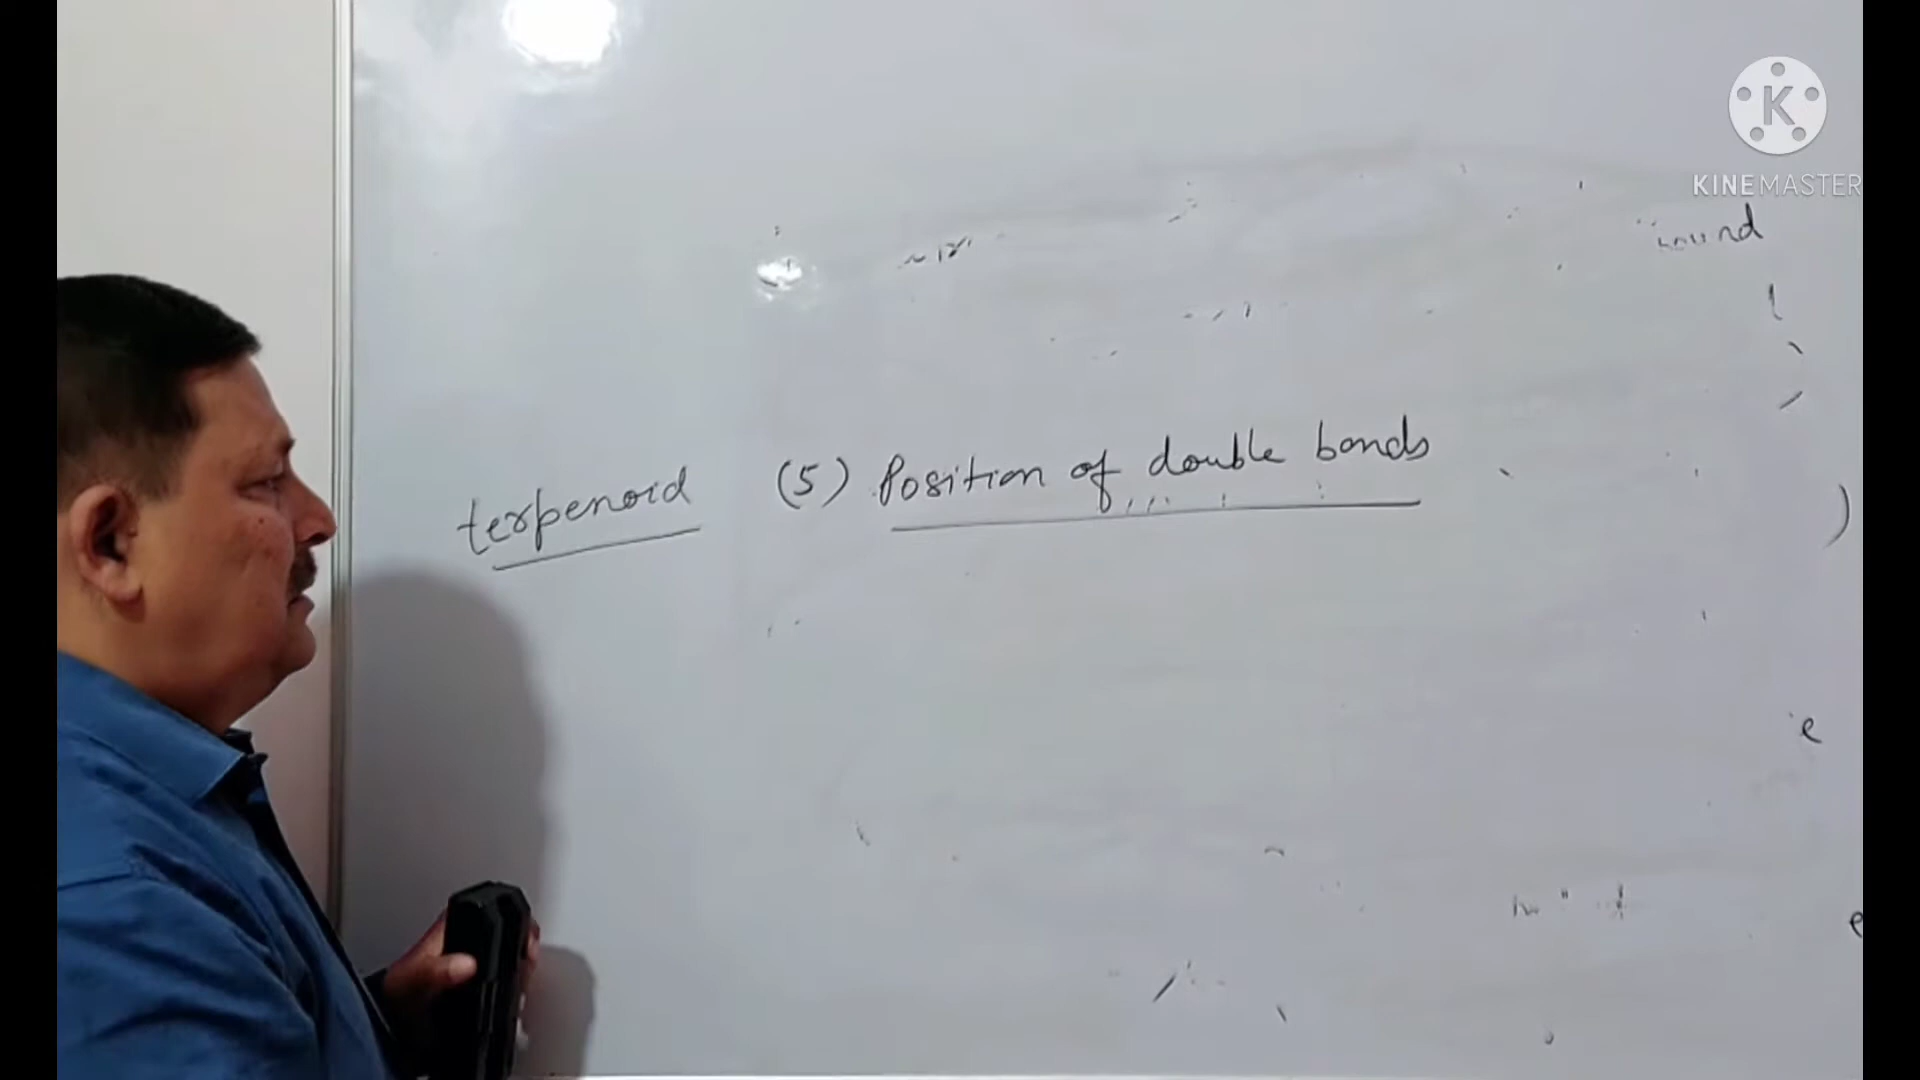 K
KINEMASTER
terpenoid (5) Position of double bonds